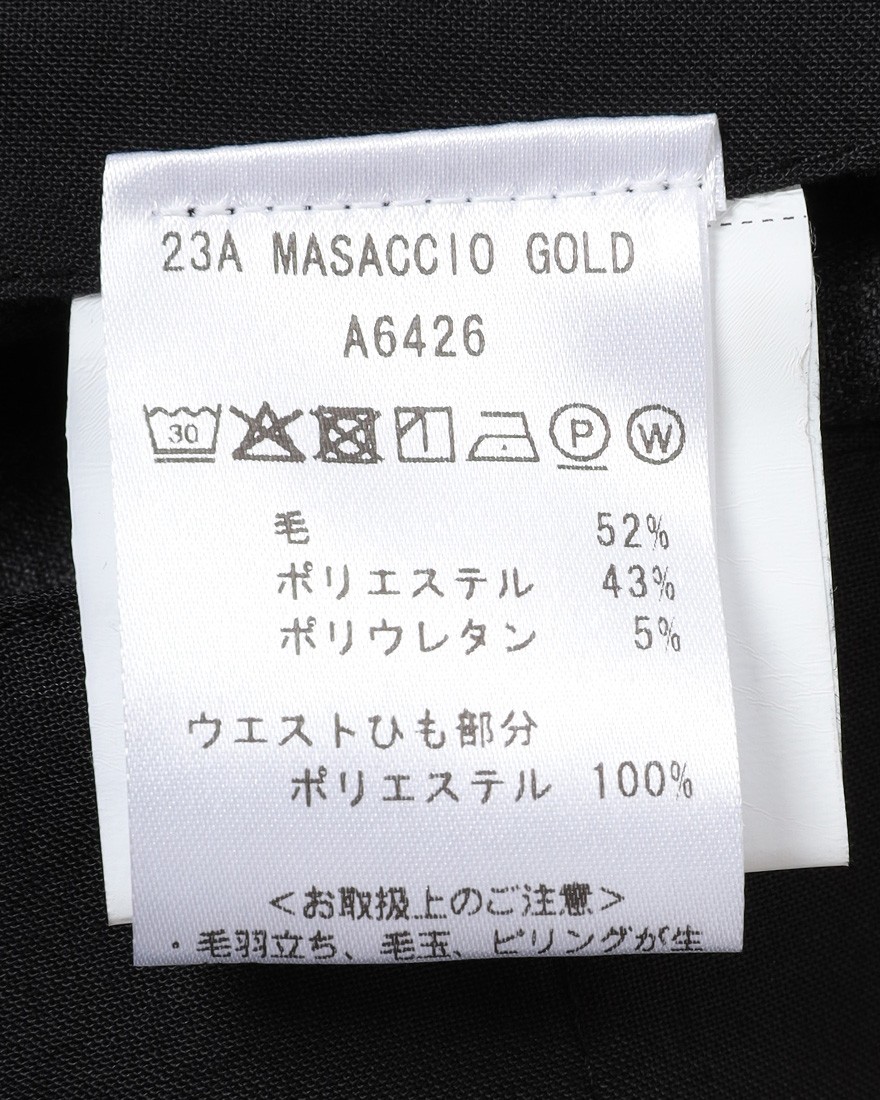 23A MASACCIO GOLD
A6426
30 P W
毛 52%
ポリエステル 43%
ポリウレタン 5%
ウエストひも部分
ポリエステル 100%
<お取扱上のご注意>
・毛羽立ち、毛玉、ピリングが生